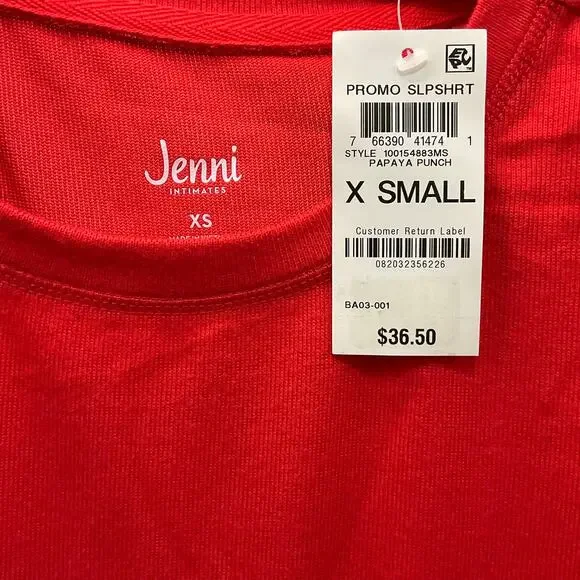 Jenni
INTIMATES
XS
EPC
PROMO SLPSHRT
7 66390 41474 1
STYLE 100154883MS
PAPAYA PUNCH
X SMALL
Customer Return Label
082032356226
BA03-001
$36.50